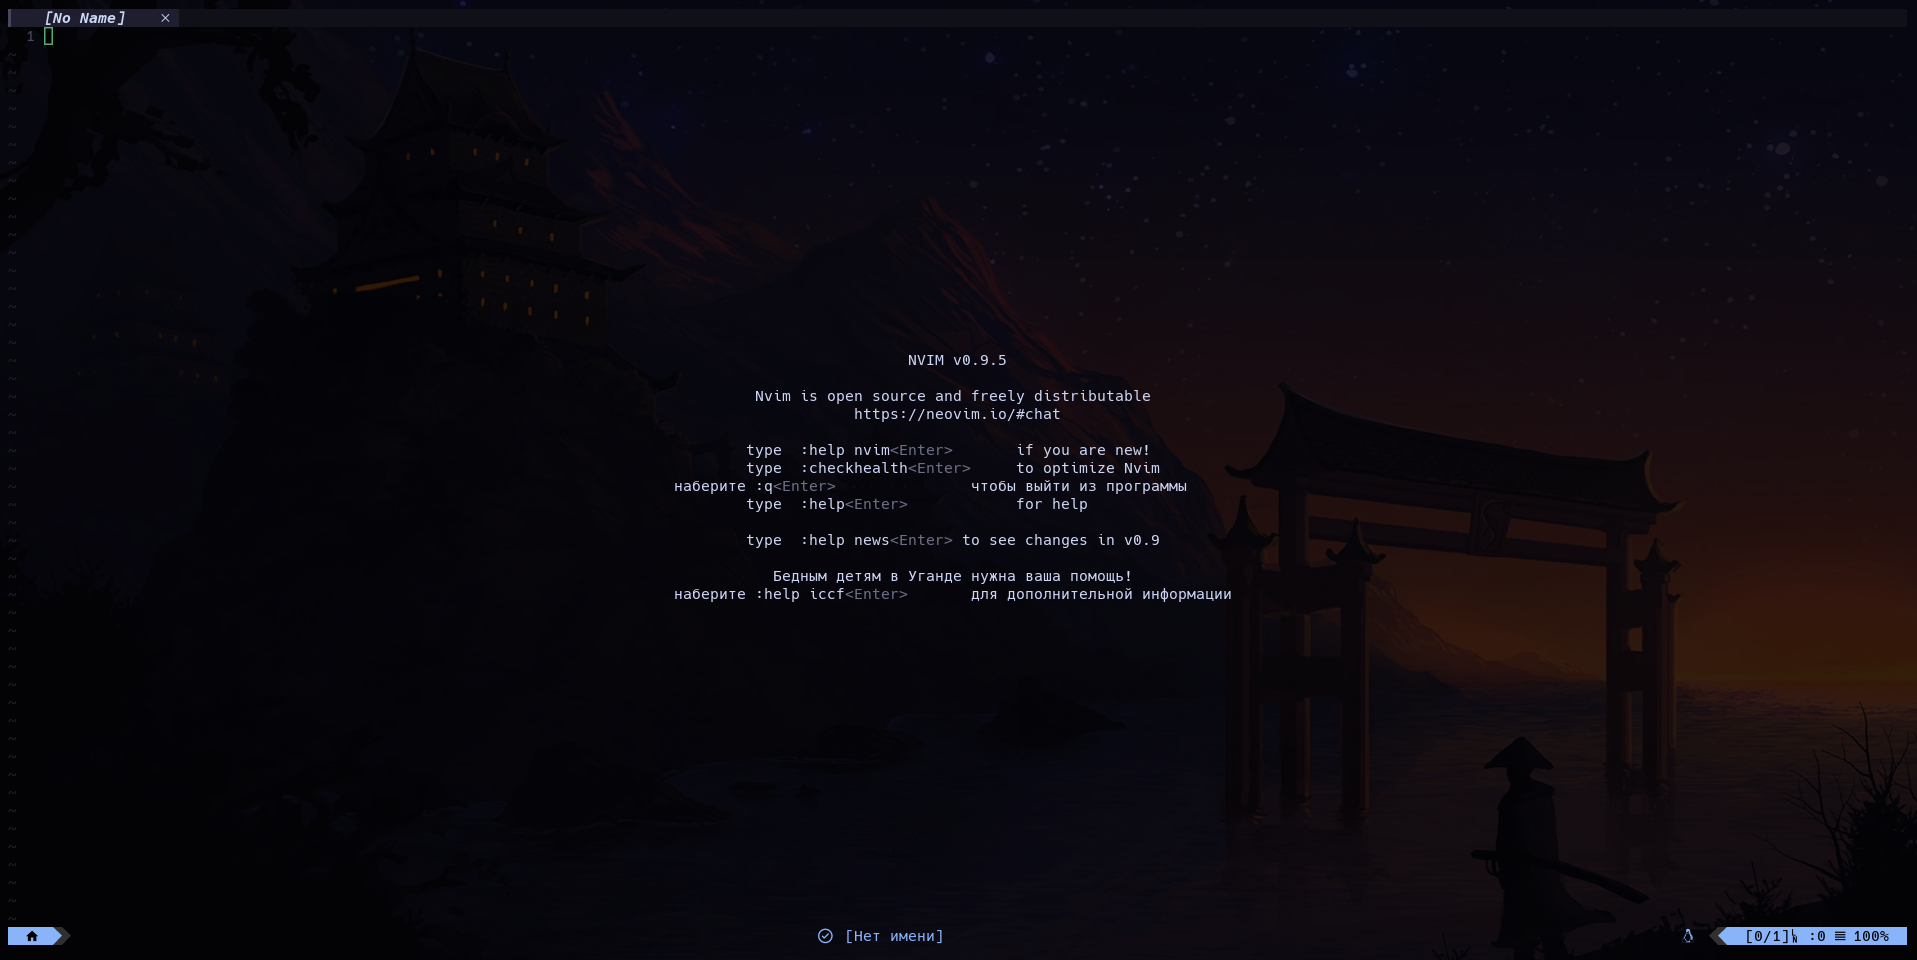 [No Name] ×
1
NVIM v0.9.5
Nvim is open source and freely distributable
https://neovim.io/#chat
type  :help nvim<Enter>       if you are new!
type  :checkhealth<Enter>     to optimize Nvim
наберите :q<Enter>               чтобы выйти из программы
type  :help<Enter>            for help
type  :help news<Enter> to see changes in v0.9
Бедным детям в Уганде нужна ваша помощь!
наберите :help iccf<Enter>       для дополнительной информации
[Нет имени] [0/1] :0 100%